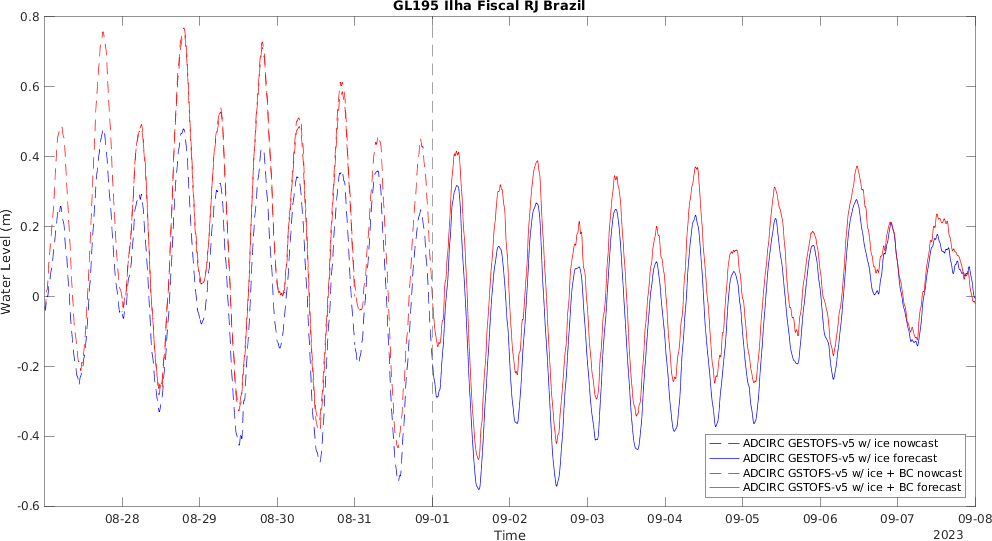 GL195 Ilha Fiscal RJ Brazil
0.8
0.6
0.4
0.2
0
-0.2
-0.4
-0.6
Water Level (m)
ADCIRC GESTOFS-v5 w/ ice nowcast
ADCIRC GESTOFS-v5 w/ ice forecast
ADCIRC GSTOFS-v5 w/ ice + BC nowcast
ADCIRC GSTOFS-v5 w/ ice + BC forecast
08-28 08-29 08-30 08-31 09-01 09-02 09-03 09-04 09-05 09-06 09-07 09-08
Time
2023